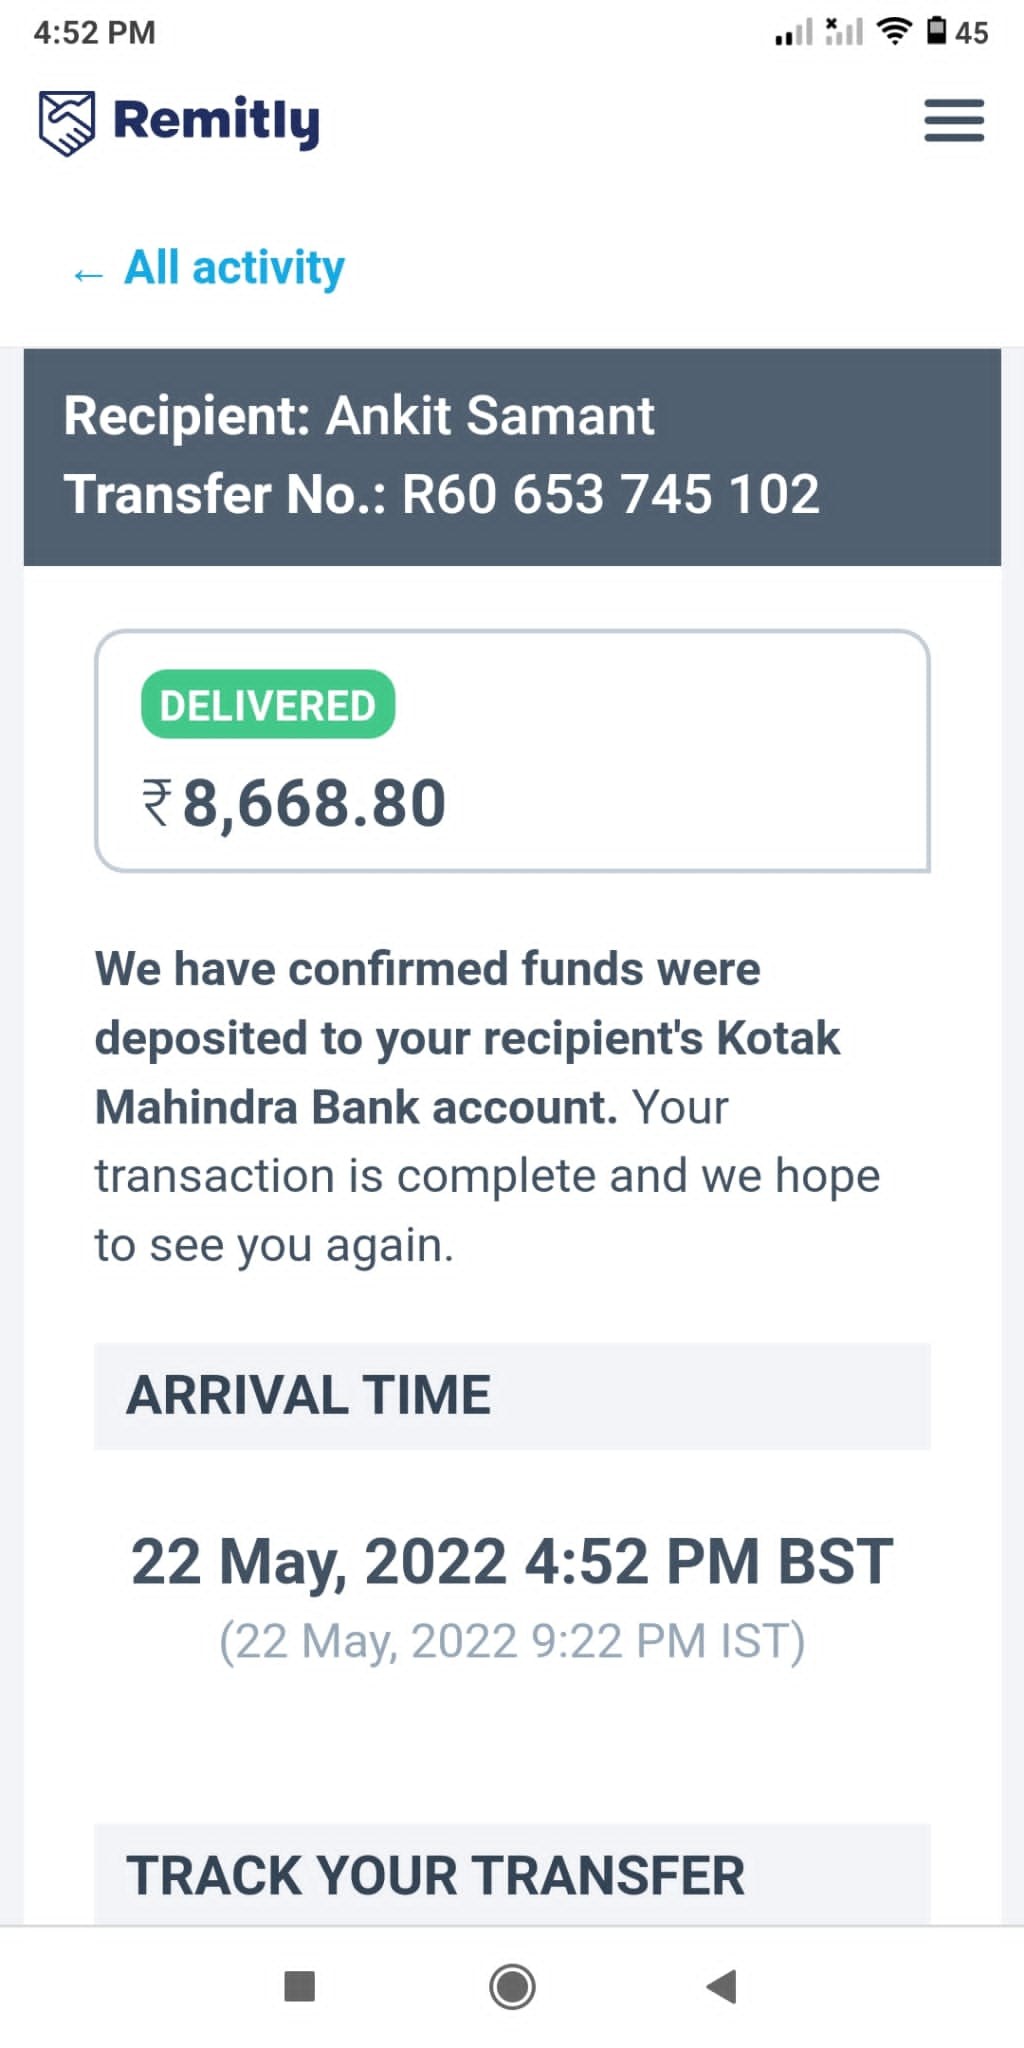 4:52 PM
45
Remitly
← All activity
Recipient: Ankit Samant
Transfer No.: R60 653 745 102
DELIVERED
₹8,668.80
We have confirmed funds were
deposited to your recipient's Kotak
Mahindra Bank account. Your
transaction is complete and we hope
to see you again.
ARRIVAL TIME
22 May, 2022 4:52 PM BST
(22 May, 2022 9:22 PM IST)
TRACK YOUR TRANSFER